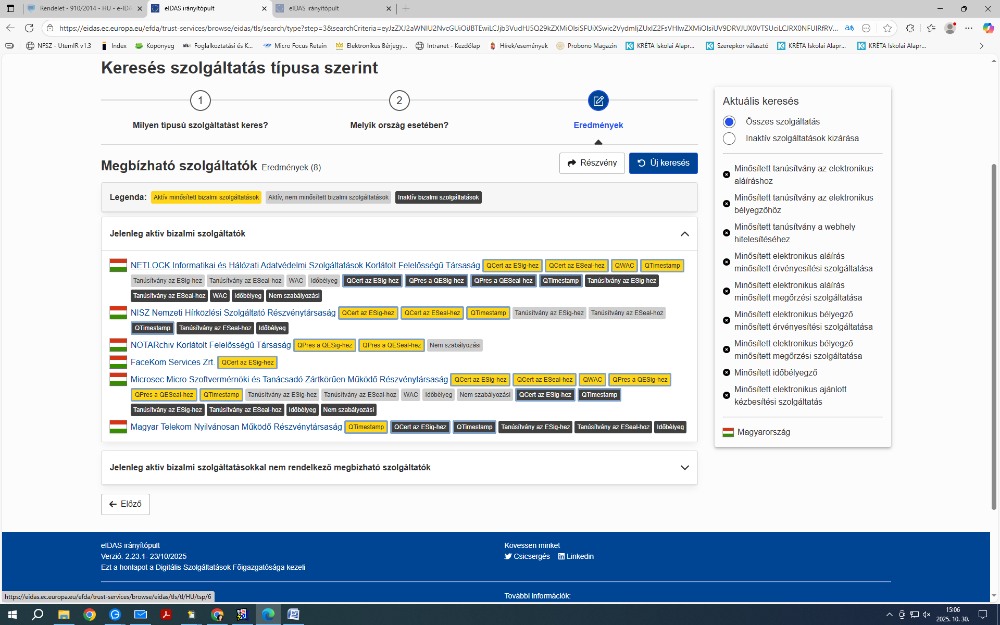 Rendelet - 910/2014 - HU - e-IDA
eIDAS irányítópult
eIDAS irányítópult
NFSZ - UtemIR v1.3
Index
Köpönyeg
nfsz
Foglalkoztatási és K...
Micro Focus Retain
Elektronikus Bérjegy...
Intranet - Kezdőlap
Hírek/események
Probono Magazin
KRÉTA Iskolai Alapr...
Szerepkör választó
KRÉTA Iskolai Alapr...
KRÉTA Iskolai Alapr...
Keresés szolgáltatás típusa szerint
1
2
Milyen típusú szolgáltatást keres?
Melyik ország esetében?
Eredmények
Megbízható szolgáltatók Eredmények (8)
Részvény
Új keresés
Legenda: Aktív minősített bizalmi szolgáltatások Aktív, nem minősített bizalmi szolgáltatások Inaktív bizalmi szolgáltatások
Jelenleg aktív bizalmi szolgáltatók
NETLOCK Informatikai és Hálózati Adatvédelmi Szolgáltatások Korlátolt Felelősségű Társaság QCert az ESig-hez QCert az ESeal-hez QWAC QTimestamp
Tanúsítvány az ESig-hez Tanúsítvány az ESeal-hoz WAC Időbélyeg QCert az ESig-hez QPres a QESig-hez QPres a QESeal-hez QTimestamp Tanúsítvány az ESig-hez
Tanúsítvány az ESeal-hoz WAC Időbélyeg Nem szabályozási
NISZ Nemzeti Hírközlési Szolgáltató Részvénytársaság QCert az ESig-hez QCert az ESeal-hez QTimestamp Tanúsítvány az ESig-hez Tanúsítvány az ESeal-hoz
QTimestamp Tanúsítvány az ESeal-hoz Időbélyeg
NOTARchiv Korlátolt Felelősségű Társaság QPres a QESig-hez QPres a QESeal-hez Nem szabályozási
FaceKom Services Zrt. QCert az ESig-hez
Microsec Micro Szoftvermérnöki és Tanácsadó Zártkörűen Működő Részvénytársaság QCert az ESig-hez QCert az ESeal-hez QWAC QPres a QESig-hez
QPres a QESeal-hez QTimestamp Tanúsítvány az ESig-hez Tanúsítvány az ESeal-hoz WAC Időbélyeg Nem szabályozási QCert az ESig-hez QTimestamp
Tanúsítvány az ESig-hez Tanúsítvány az ESeal-hoz Időbélyeg Nem szabályozási
Magyar Telekom Nyilvánosan Működő Részvénytársaság QTimestamp QCert az ESig-hez QTimestamp Tanúsítvány az ESig-hez Tanúsítvány az ESeal-hoz Időbélyeg
Jelenleg aktív bizalmi szolgáltatásokkal nem rendelkező megbízható szolgáltatók
Előző
Aktuális keresés
Összes szolgáltatás
Inaktív szolgáltatások kizárása
Minősített tanúsítvány az elektronikus
aláíráshoz
Minősített tanúsítvány az elektronikus
bélyegzőhöz
Minősített tanúsítvány a webhely
hitelesítéséhez
Minősített elektronikus aláírás
minősített érvényesítési szolgáltatása
Minősített elektronikus aláírás
minősített megőrzési szolgáltatása
Minősített elektronikus bélyegző
minősített érvényesítési szolgáltatása
Minősített elektronikus bélyegző
minősített megőrzési szolgáltatása
Minősített időbélyegző
Minősített elektronikus ajánlott
kézbesítési szolgáltatás
Magyarország
eIDAS irányítópult
Verzió: 2.23.1- 23/10/2025
Ezt a honlapot a Digitális Szolgáltatások Főigazgatósága kezeli
Kövessen minket
Csicsergés Linkedin
További információk:
https://eidas.ec.europa.eu/efda/trust-services/browse/eidas/tls/tl/HU/tsp/6
15:06
2025. 10. 30.